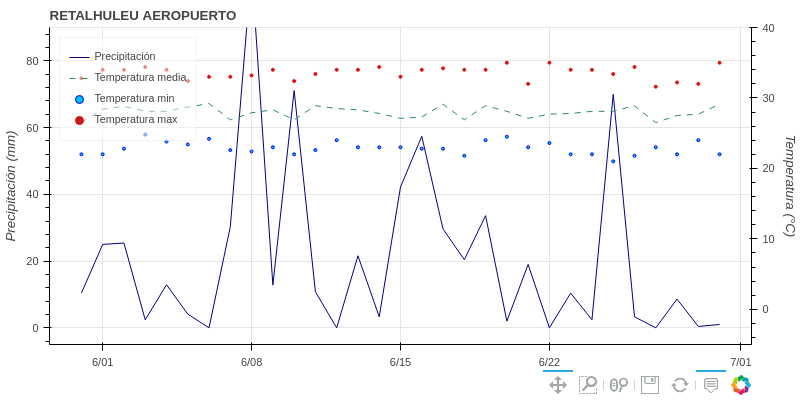 RETALHULEU AEROPUERTO
Precipitación
Temperatura media
Temperatura min
Temperatura max
Precipitación (mm)
80
60
40
20
0
Temperatura (°C)
40
30
20
10
0
6/01
6/08
6/15
6/22
7/01